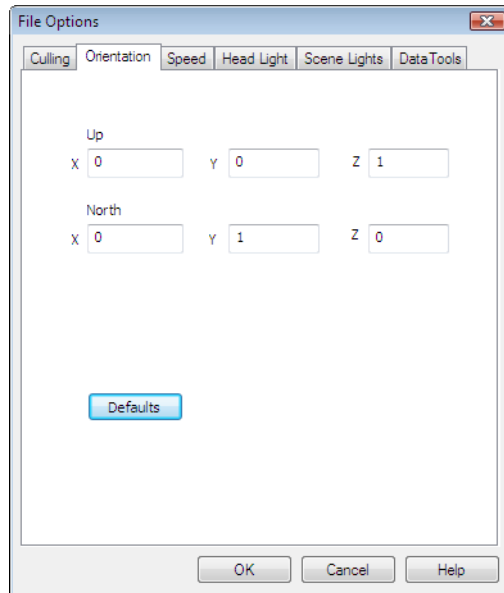 File Options
Culling Orientation Speed Head Light Scene Lights DataTools
Up
X 0 Y 0 Z 1
North
X 0 Y 1 Z 0
Defaults
OK Cancel Help